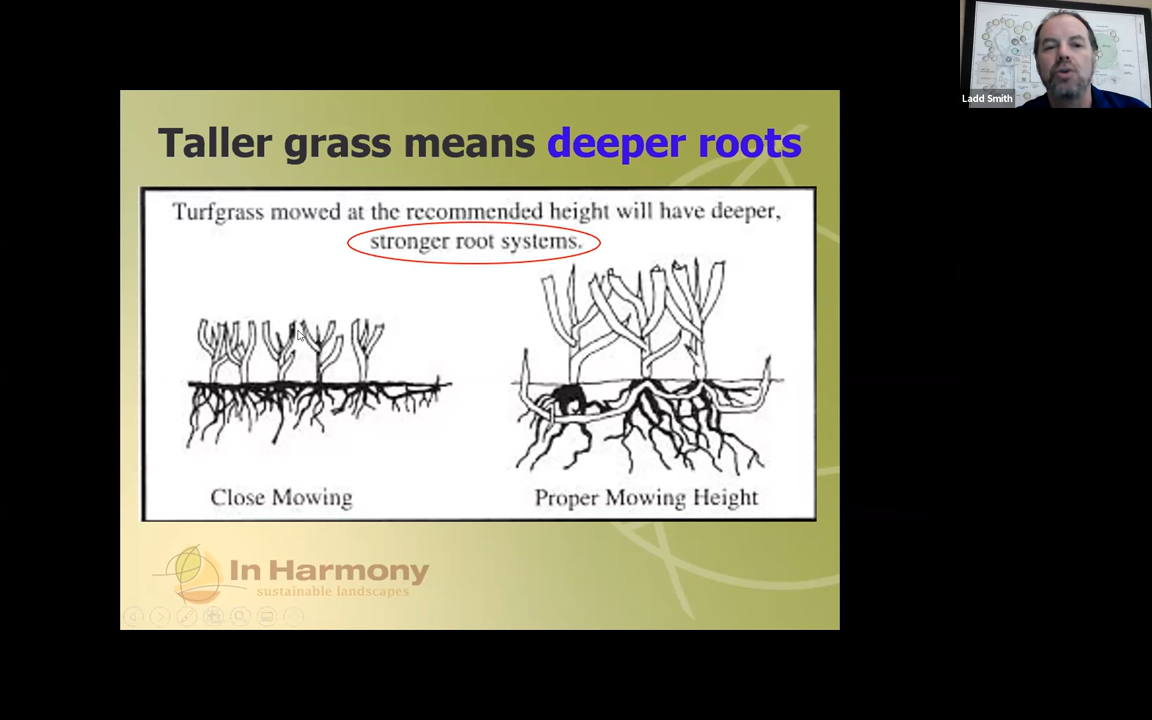 Ladd Smith
Taller grass means deeper roots
Turfgrass mowed at the recommended height will have deeper,
stronger root systems.
Close Mowing
Proper Mowing Height
In Harmony
sustainable landscapes